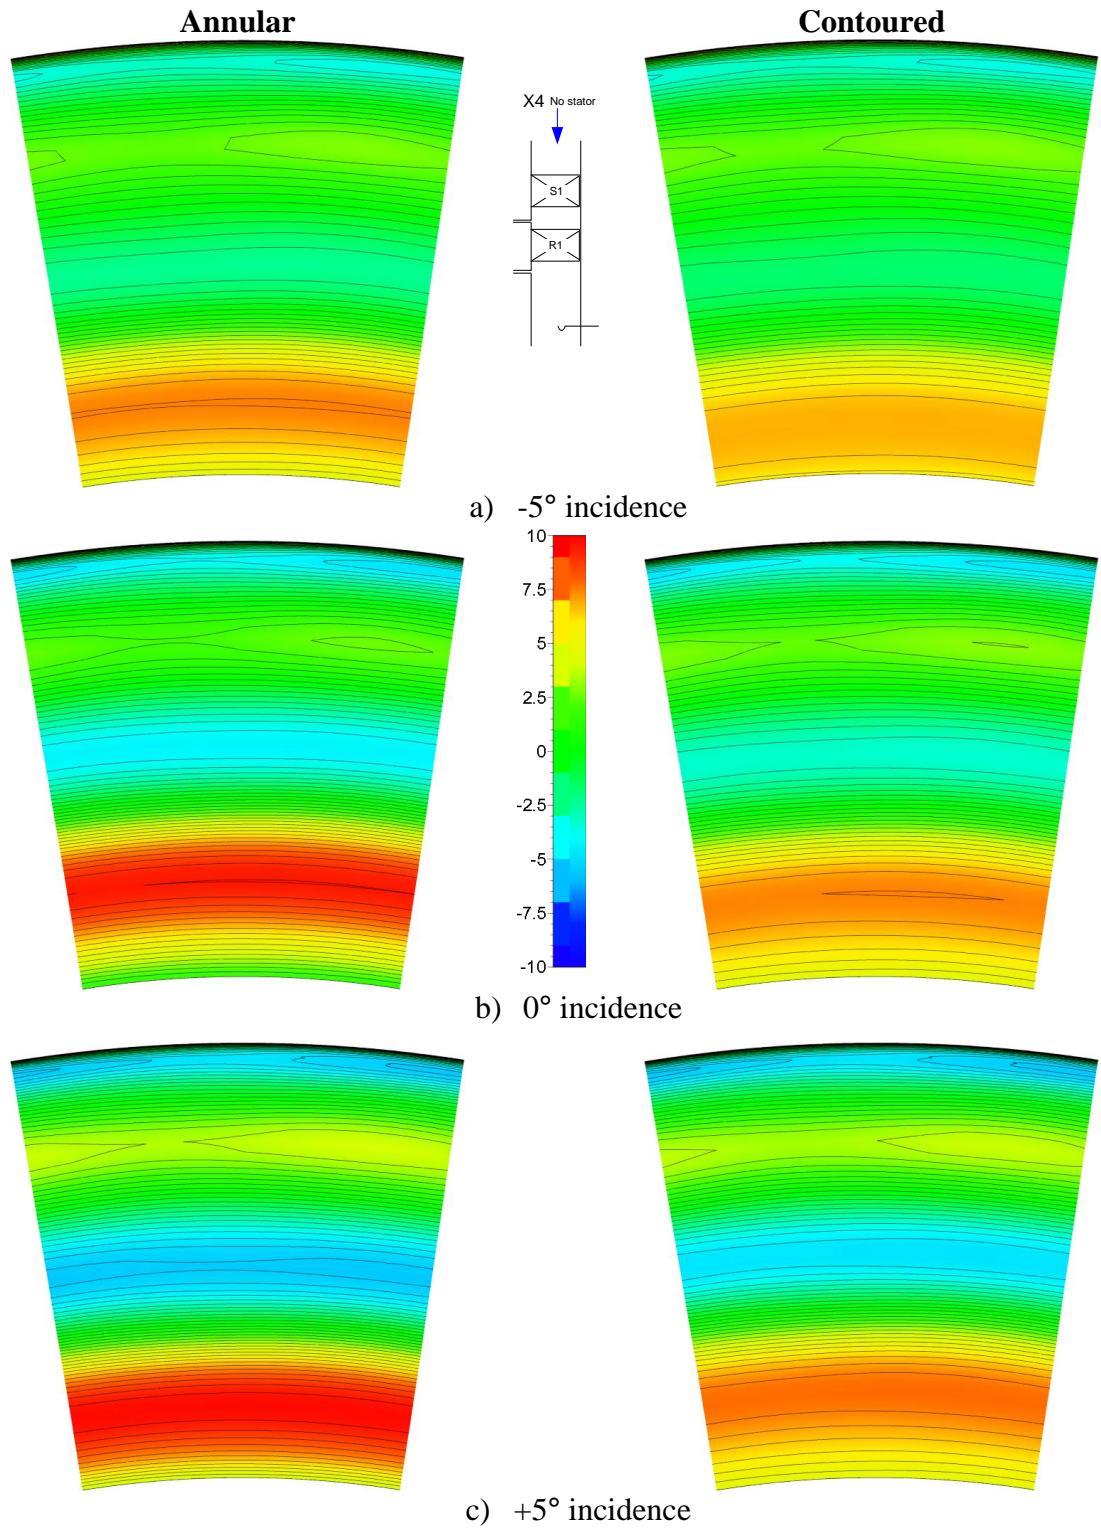 Annular
Contoured
X4 No stator
S1
R1
a) -5° incidence
10
7.5
5
2.5
0
-2.5
-5
-7.5
-10
b) 0° incidence
c) +5° incidence